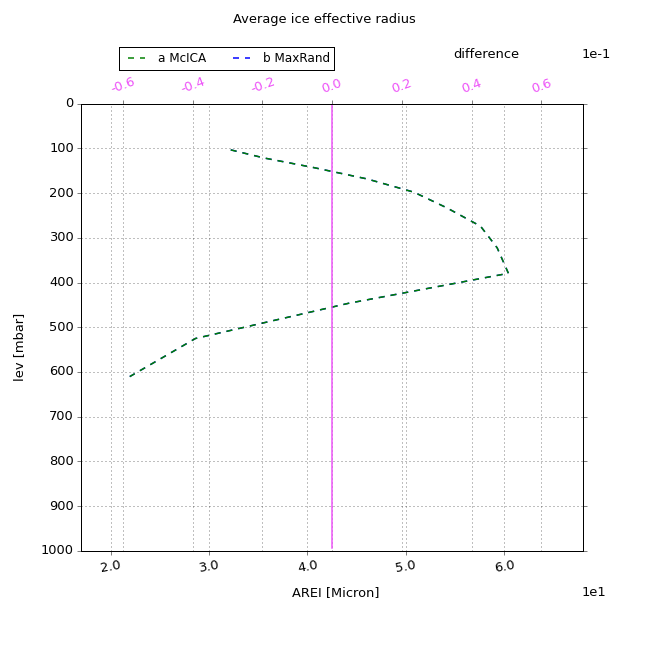 Average ice effective radius
a McICA b MaxRand
difference 1e-1
-0.6 -0.4 -0.2 0.0 0.2 0.4 0.6
0
100
200
300
400
500
600
700
800
900
1000
lev [mbar]
2.0 3.0 4.0 5.0 6.0
AREI [Micron] 1e1